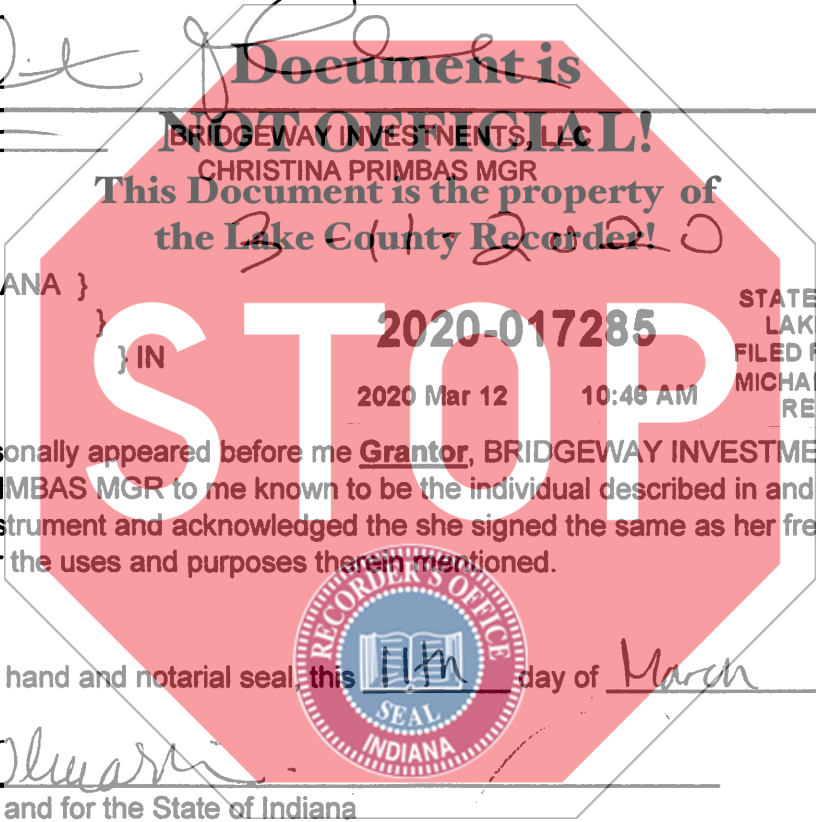 Document is
NOT OFFICIAL!
BRIDGEWAY INVESTNENTS, LLC
CHRISTINA PRIMBAS MGR
This Document is the property of
the Lake County Recorder!
3-11-2020
ANA }
}
} IN
STOP
2020-017285
2020 Mar 12 10:46 AM
STATE
LAK
FILED F
MICHA
RE
sonally appeared before me Grantor, BRIDGEWAY INVESTME
MBAS MGR to me known to be the individual described in and
strument and acknowledged the she signed the same as her fre
the uses and purposes therein mentioned.
RECORDER'S OFFICE
SEAL
INDIANA
hand and notarial seal, this 11th day of March
and for the State of Indiana